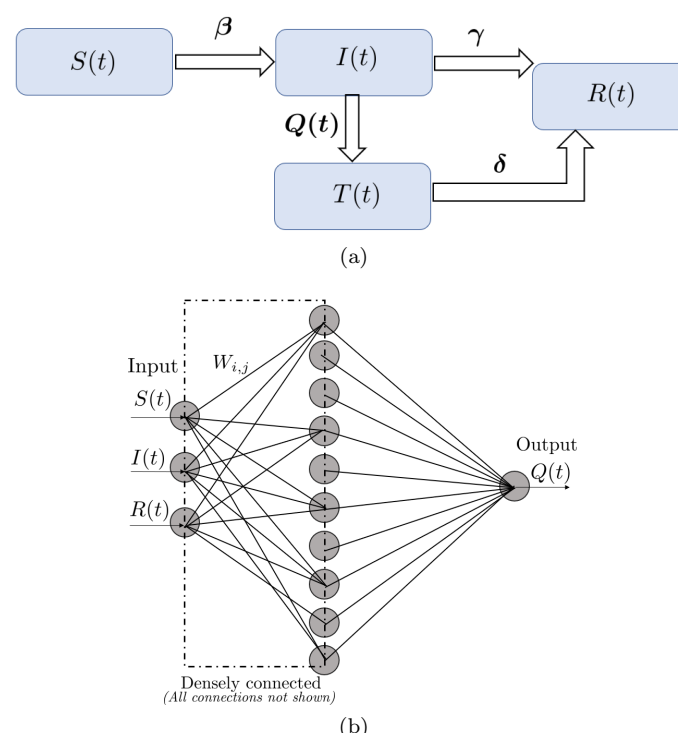 β
γ
S(t)
I(t)
R(t)
Q(t)
δ
T(t)
(a)
Input
W_{i,j}
S(t)
Output
I(t)
Q(t)
R(t)
Densely connected
(All connections not shown)
(b)